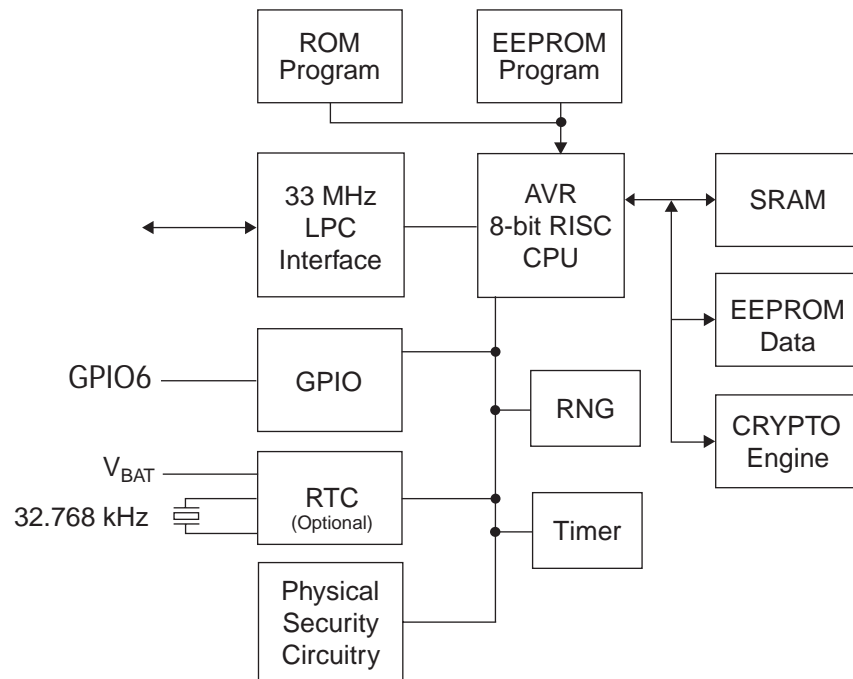 ROM
Program
EEPROM
Program
33 MHz
LPC
Interface
AVR
8-bit RISC
CPU
SRAM
EEPROM
Data
GPIO6
GPIO
RNG
CRYPTO
Engine
VBAT
32.768 kHz
RTC
(Optional)
Timer
Physical
Security
Circuitry